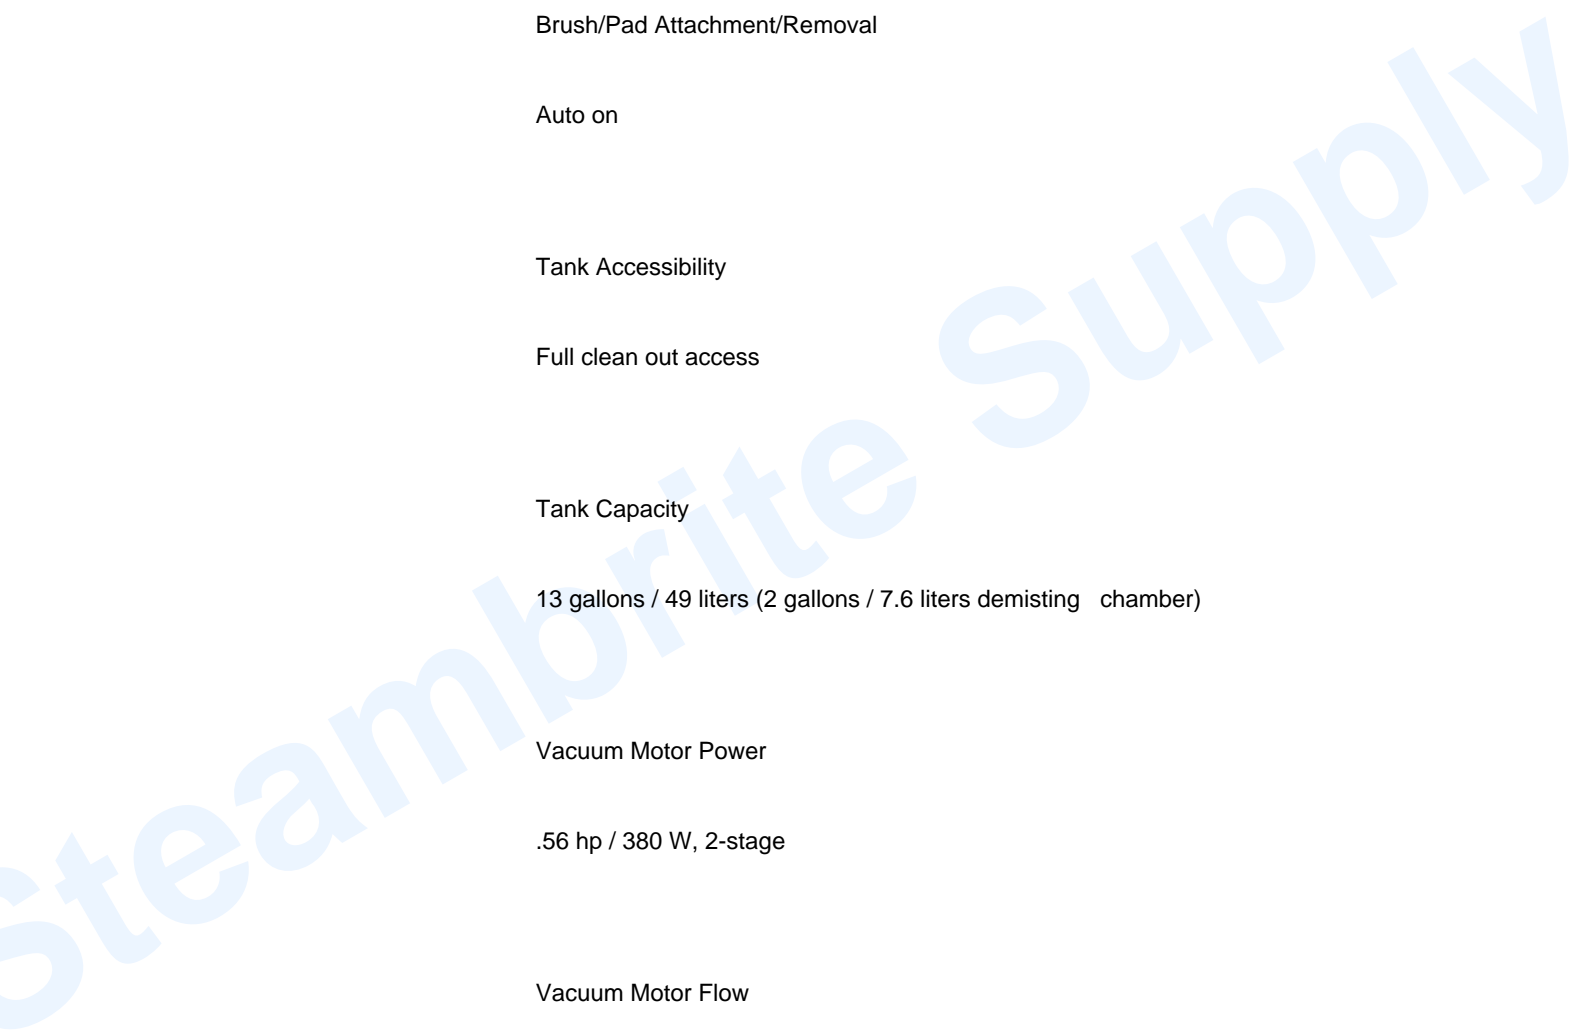 Brush/Pad Attachment/Removal
Auto on
Tank Accessibility
Full clean out access
Tank Capacity
13 gallons / 49 liters (2 gallons / 7.6 liters demisting   chamber)
Vacuum Motor Power
.56 hp / 380 W, 2-stage
Vacuum Motor Flow
Steambrite Supply